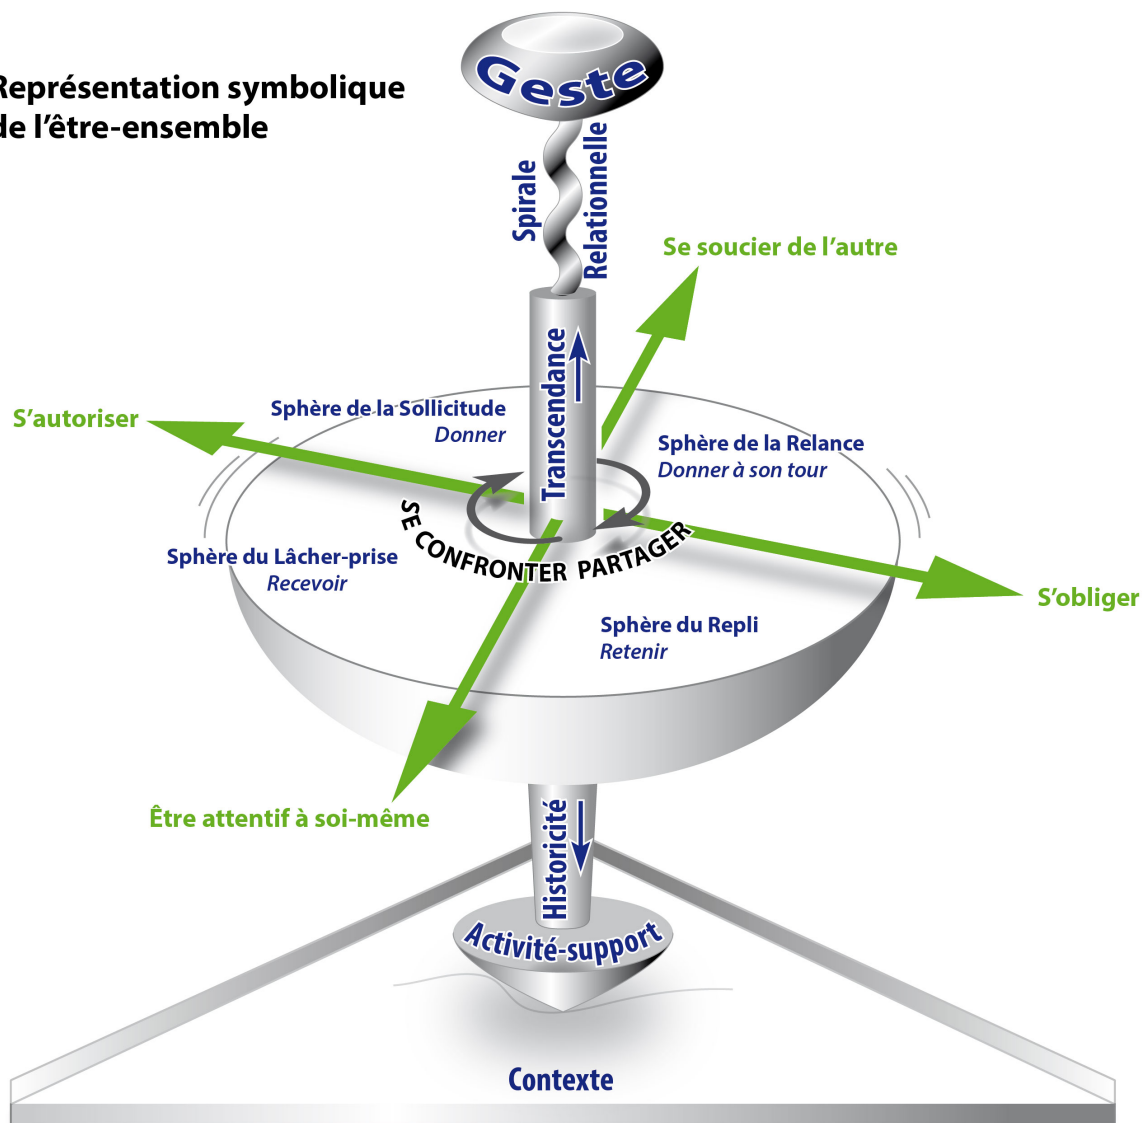 Représentation symbolique
de l’être-ensemble
Geste
Spirale
Relationnelle
Se soucier de l’autre
Transcendance
S’autoriser
Sphère de la Sollicitude
Donner
Sphère de la Relance
Donner à son tour
SE CONFRONTER PARTAGER
Sphère du Lâcher-prise
Recevoir
S’obliger
Sphère du Repli
Retenir
Être attentif à soi-même
Historicité
Activité-support
Contexte